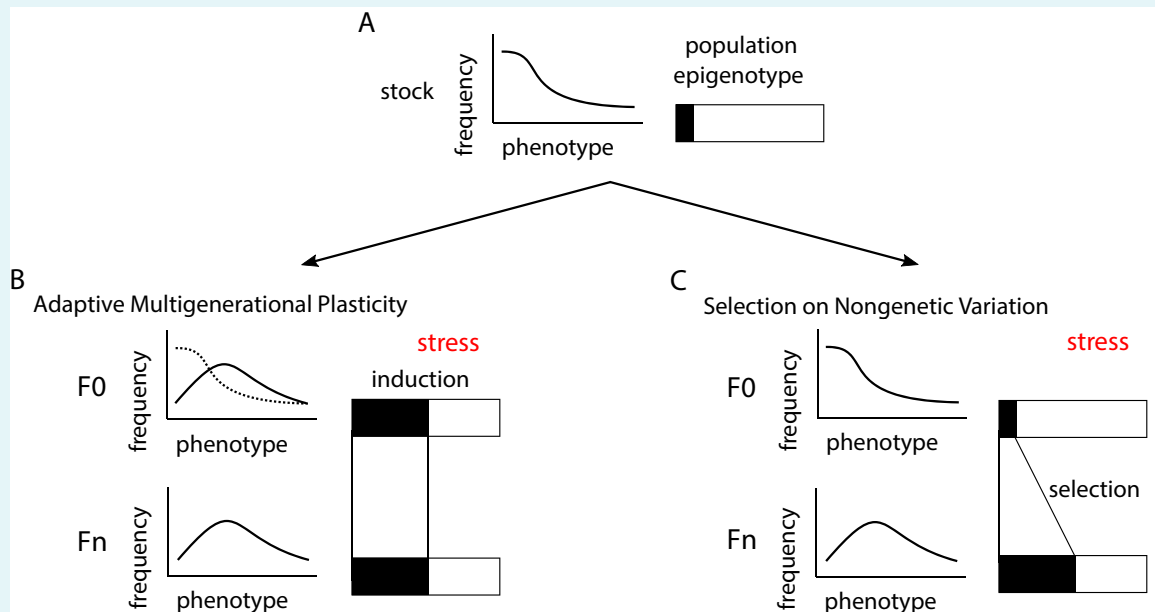 A
stock
frequency
phenotype
population
epigenotype
B
Adaptive Multigenerational Plasticity
F0
frequency
phenotype
stress
induction
Fn
frequency
phenotype
C
Selection on Nongenetic Variation
F0
frequency
phenotype
stress
selection
Fn
frequency
phenotype